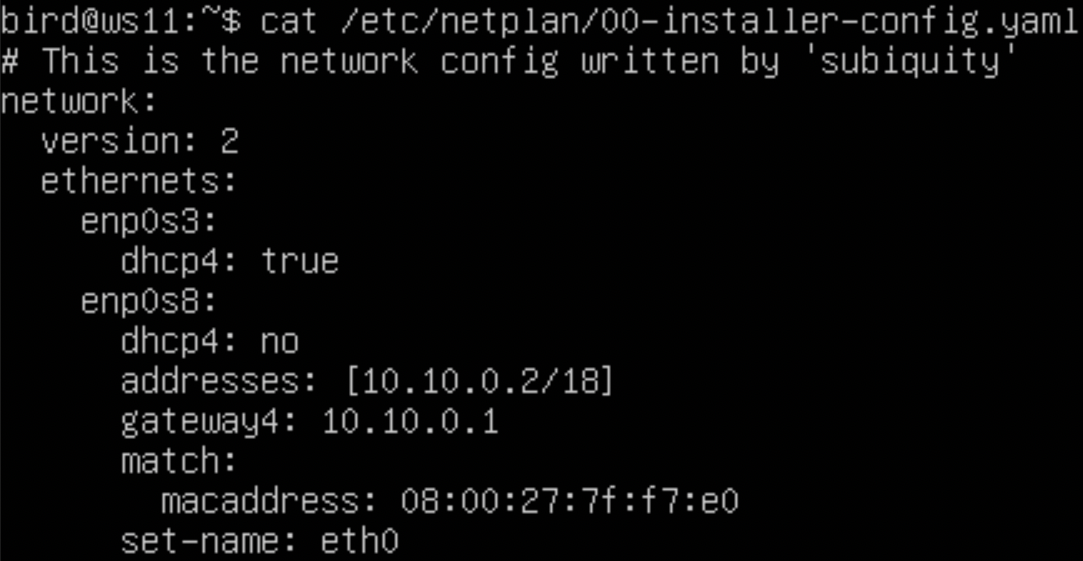 bird@ws11:~$ cat /etc/netplan/00-installer-config.yaml
# This is the network config written by 'subiquity'
network:
  version: 2
  ethernets:
    enp0s3:
      dhcp4: true
    enp0s8:
      dhcp4: no
      addresses: [10.10.0.2/18]
      gateway4: 10.10.0.1
      match:
        macaddress: 08:00:27:7f:f7:e0
      set-name: eth0